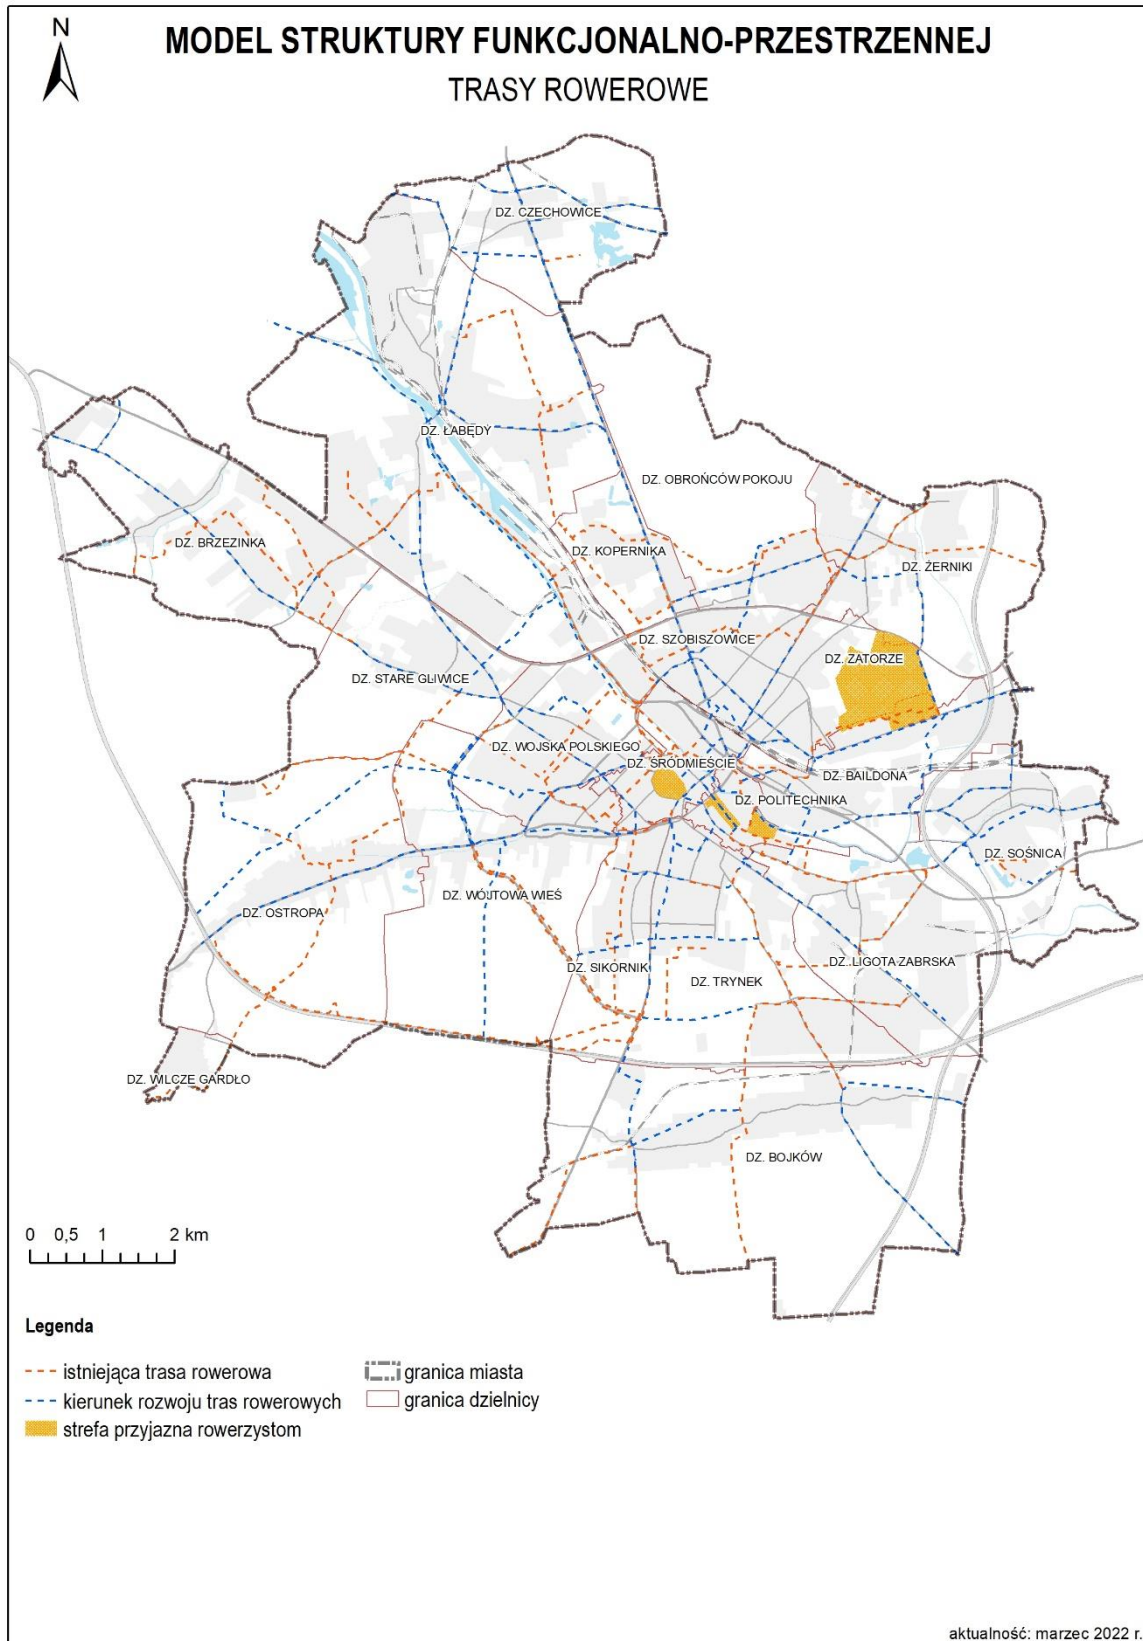 N
MODEL STRUKTURY FUNKCJONALNO-PRZESTRZENNEJ
TRASY ROWEROWE
DZ. CZECHOWICE
DZ. ŁABĘDY
DZ. OBROŃCÓW POKOJU
DZ. BRZEZINKA
DZ. KOPERNIKA
DZ. ŻERNIKI
DZ. SZOBISZOWICE
DZ. ZATORZE
DZ. STARE GLIWICE
DZ. WOJSKA POLSKIEGO
DZ. ŚRÓDMIEŚCIE
DZ. BAILDONA
DZ. POLITECHNIKA
DZ. SOŚNICA
DZ. WÓJTOWA WIEŚ
DZ. OSTROPA
DZ. LIGOTA ZABRSKA
DZ. SIKORNIK
DZ. TRYNEK
DZ. WILCZE GARDŁO
DZ. BOJKÓW
0 0,5 1 2 km
Legenda
istniejąca trasa rowerowa
granica miasta
kierunek rozwoju tras rowerowych
granica dzielnicy
strefa przyjazna rowerzystom
aktualność: marzec 2022 r.